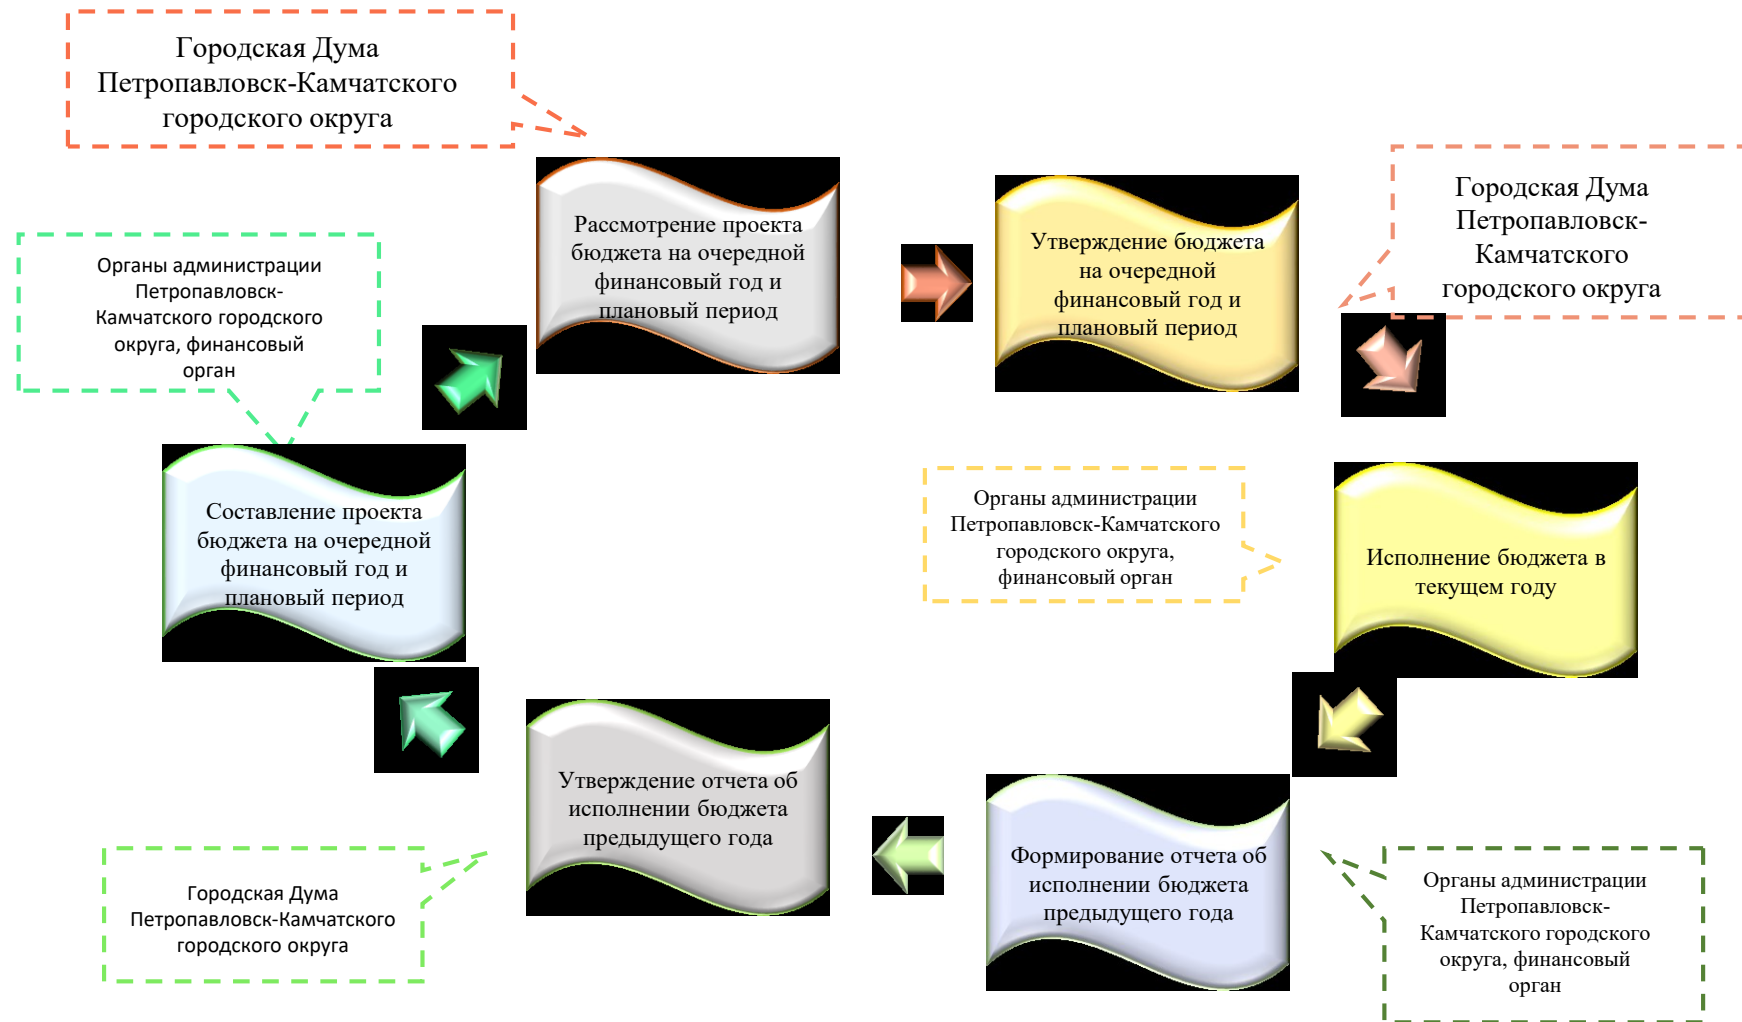 Городская Дума
Петропавловск-Камчатского
городского округа
Рассмотрение проекта
бюджета на очередной
финансовый год и
плановый период
Утверждение бюджета
на очередной
финансовый год и
плановый период
Городская Дума
Петропавловск-
Камчатского
городского округа
Органы администрации
Петропавловск-
Камчатского городского
округа, финансовый
орган
Составление проекта
бюджета на очередной
финансовый год и
плановый период
Органы администрации
Петропавловск-Камчатского
городского округа,
финансовый орган
Исполнение бюджета в
текущем году
Утверждение отчета об
исполнении бюджета
предыдущего года
Формирование отчета об
исполнении бюджета
предыдущего года
Городская Дума
Петропавловск-Камчатского
городского округа
Органы администрации
Петропавловск-
Камчатского городского
округа, финансовый
орган